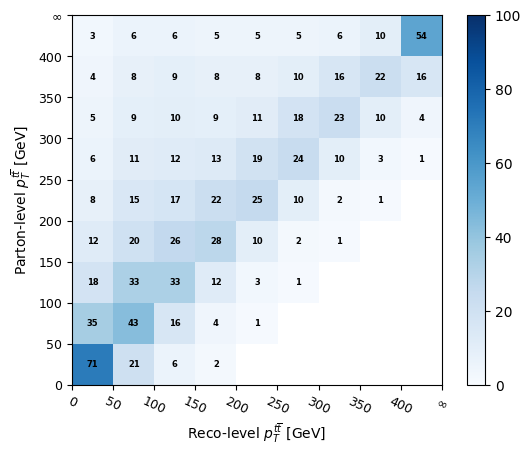 ∞ 3 6 6 5 5 5 6 10 54 100
400 4 8 9 8 8 10 16 22 16
350 5 9 10 9 11 18 23 10 4 80
300 6 11 12 13 19 24 10 3 1
250 8 15 17 22 25 10 2 1 60
200 12 20 26 28 10 2 1 40
150 18 33 33 12 3 1
100 35 43 16 4 1 20
50 71 21 6 2
0 0
0 50 100 150 200 250 300 350 400 ∞
Parton-level $p_T^{t\overline{t}}$ [GeV]
Reco-level $p_T^{t\overline{t}}$ [GeV]